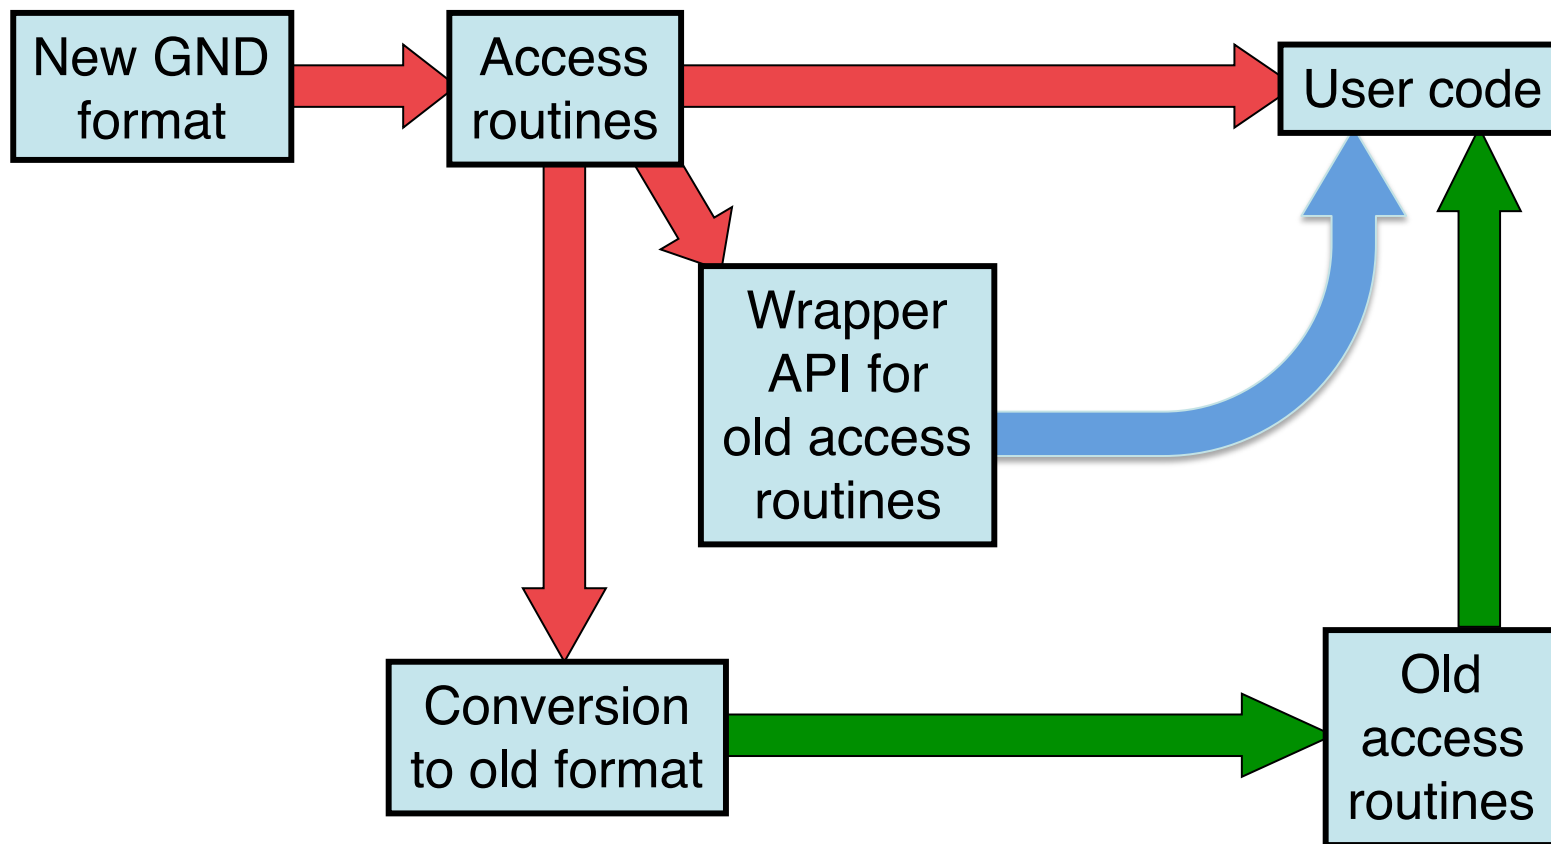 New GND
format
Access
routines
User code
Wrapper
API for
old access
routines
Conversion
to old format
Old
access
routines